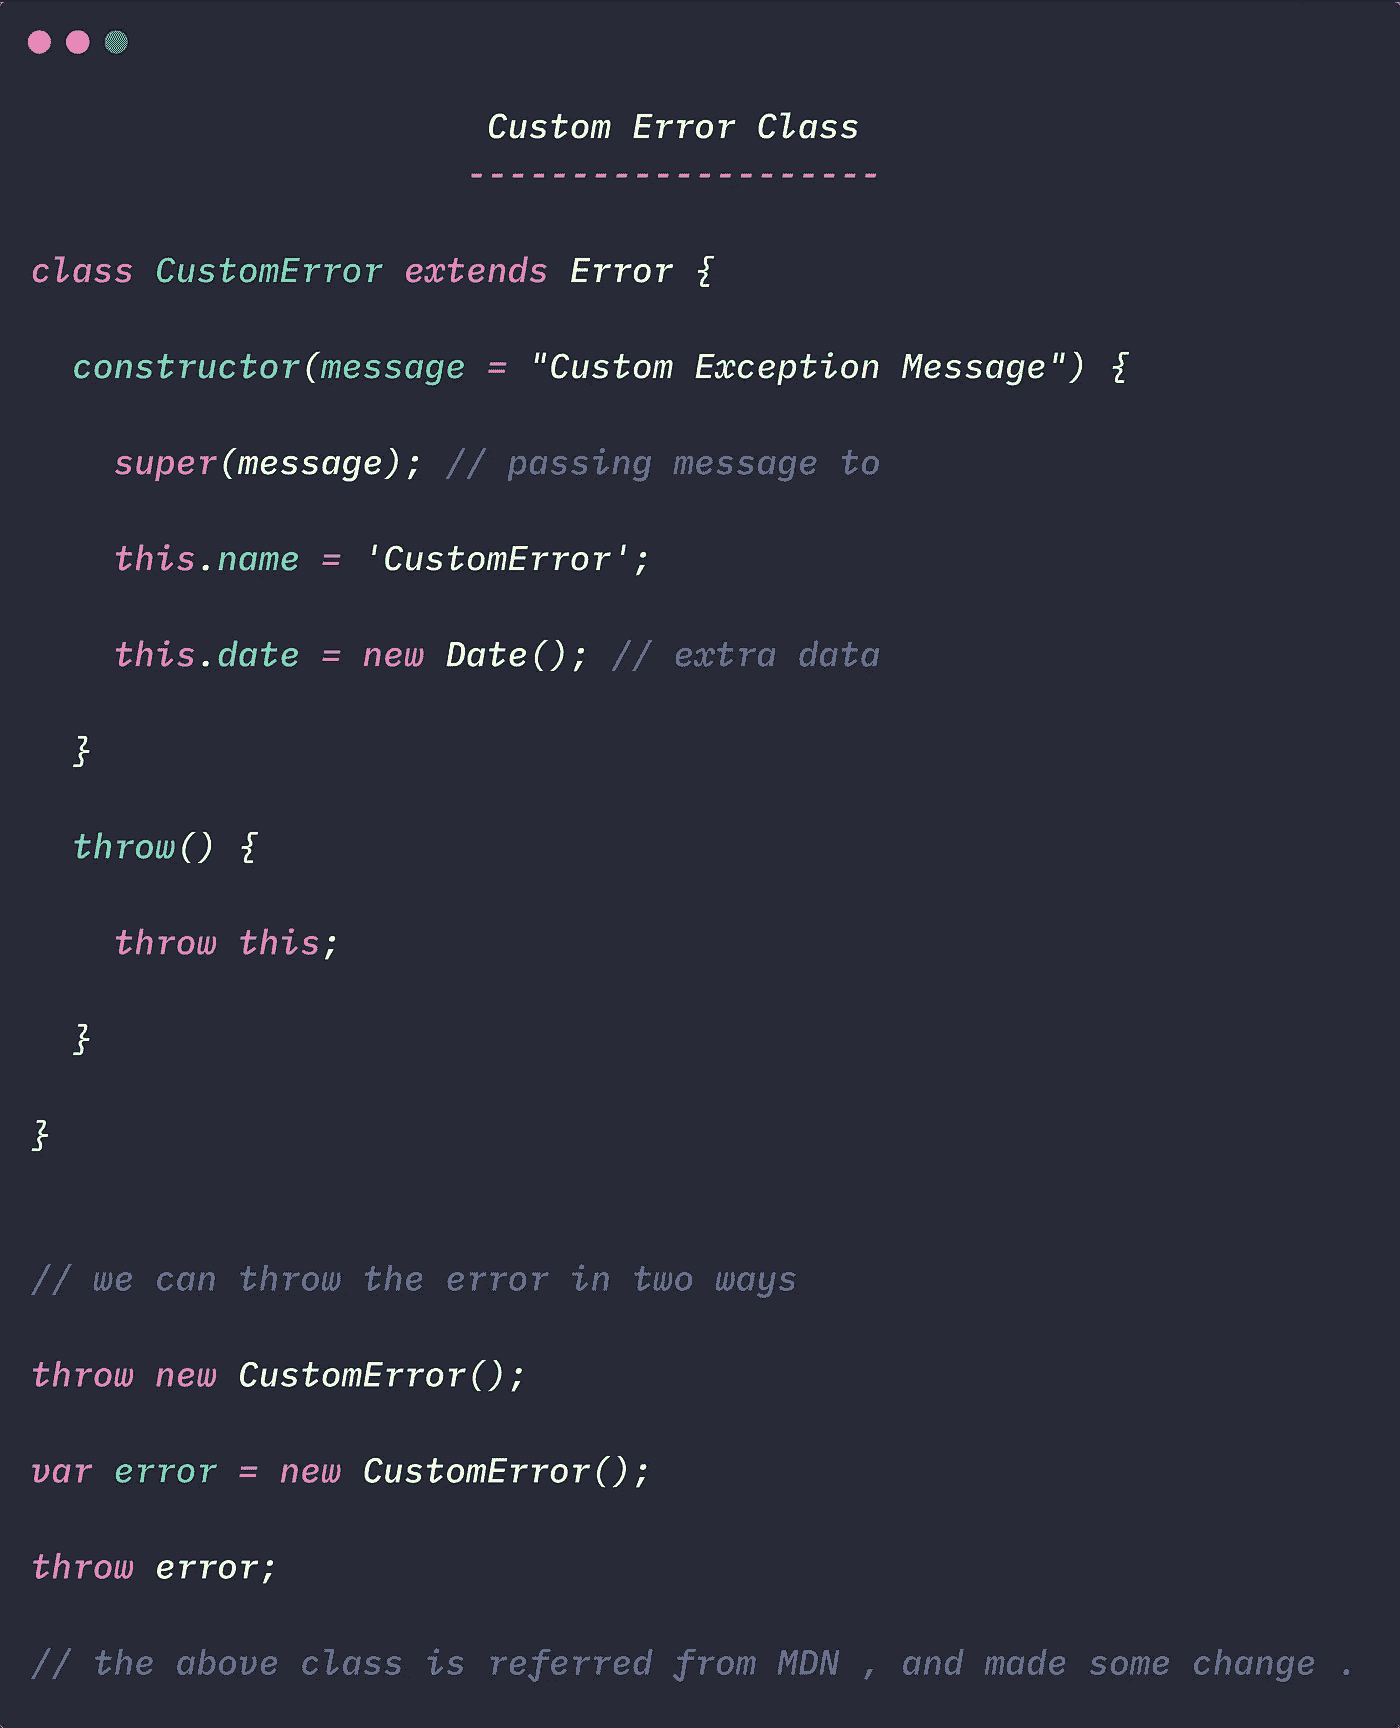 Custom Error Class
--------------------
class CustomError extends Error {
constructor(message = "Custom Exception Message") {
super(message); // passing message to
this.name = 'CustomError';
this.date = new Date(); // extra data
}
throw() {
throw this;
}
}
// we can throw the error in two ways
throw new CustomError();
var error = new CustomError();
throw error;
// the above class is referred from MDN , and made some change .